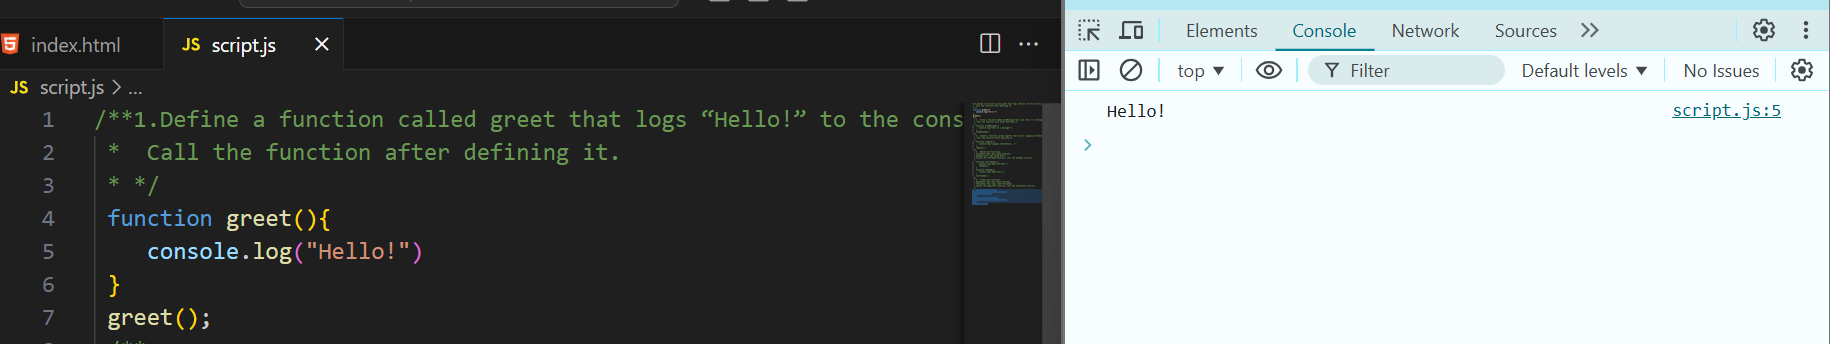 index.html
JS script.js
JS script.js > ...
1 /**1.Define a function called greet that logs “Hello!” to the cons
2 *  Call the function after defining it.
3 * */
4 function greet(){
5 console.log("Hello!")
6 }
7 greet();
Elements Console Network Sources
top Filter Default levels No Issues
Hello! script.js:5